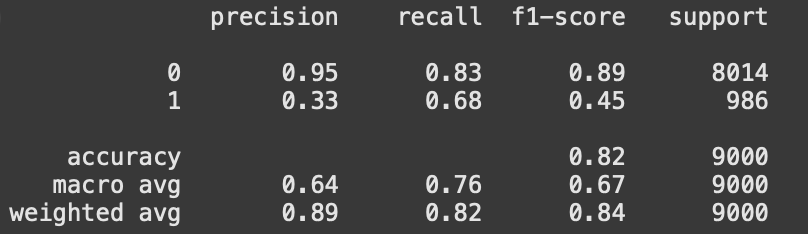 precision recall f1-score support
0 0.95 0.83 0.89 8014
1 0.33 0.68 0.45 986
accuracy 0.82 9000
macro avg 0.64 0.76 0.67 9000
weighted avg 0.89 0.82 0.84 9000